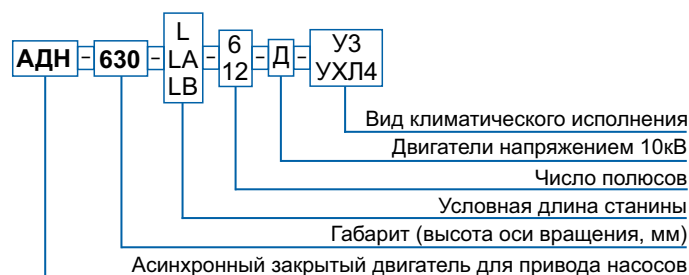 L
6
У3
АДН - 630 - LA - Д -
12
УХЛ4
LB
Вид климатического исполнения
Двигатели напряжением 10кВ
Число полюсов
Условная длина станины
Габарит (высота оси вращения, мм)
Асинхронный закрытый двигатель для привода насосов